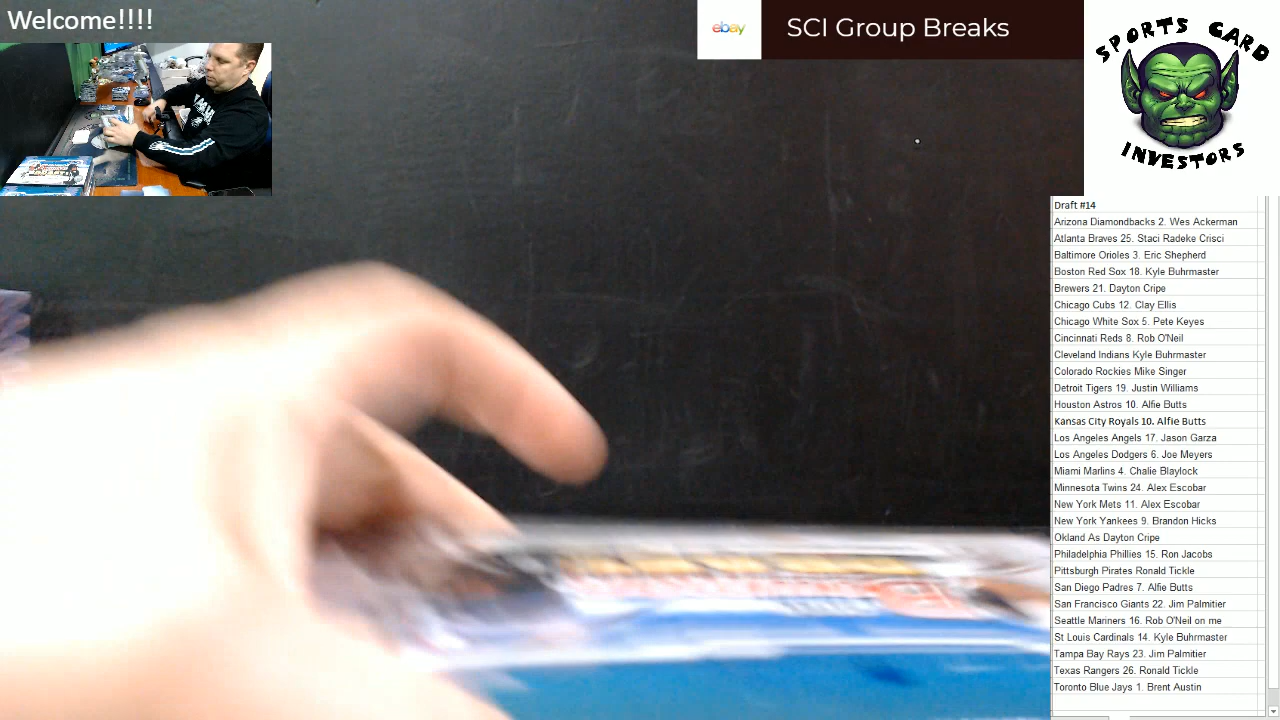 Welcome!!!!
ebay
SCI Group Breaks
SPORTS CARD
INVESTORS
Draft #14
Arizona Diamondbacks 2. Wes Ackerman
Atlanta Braves 25. Staci Radeke Crisci
Baltimore Orioles 3. Eric Shepherd
Boston Red Sox 18. Kyle Buhrmaster
Brewers 21. Dayton Cripe
Chicago Cubs 12. Clay Ellis
Chicago White Sox 5. Pete Keyes
Cincinnati Reds 8. Rob O'Neil
Cleveland Indians Kyle Buhrmaster
Colorado Rockies Mike Singer
Detroit Tigers 19. Justin Williams
Houston Astros 10. Alfie Butts
Kansas City Royals 10. Alfie Butts
Los Angeles Angels 17. Jason Garza
Los Angeles Dodgers 6. Joe Meyers
Miami Marlins 4. Chalie Blaylock
Minnesota Twins 24. Alex Escobar
New York Mets 11. Alex Escobar
New York Yankees 9. Brandon Hicks
Okland As Dayton Cripe
Philadelphia Phillies 15. Ron Jacobs
Pittsburgh Pirates Ronald Tickle
San Diego Padres 7. Alfie Butts
San Francisco Giants 22. Jim Palmitier
Seattle Mariners 16. Rob O'Neil on me
St Louis Cardinals 14. Kyle Buhrmaster
Tampa Bay Rays 23. Jim Palmitier
Texas Rangers 26. Ronald Tickle
Toronto Blue Jays 1. Brent Austin